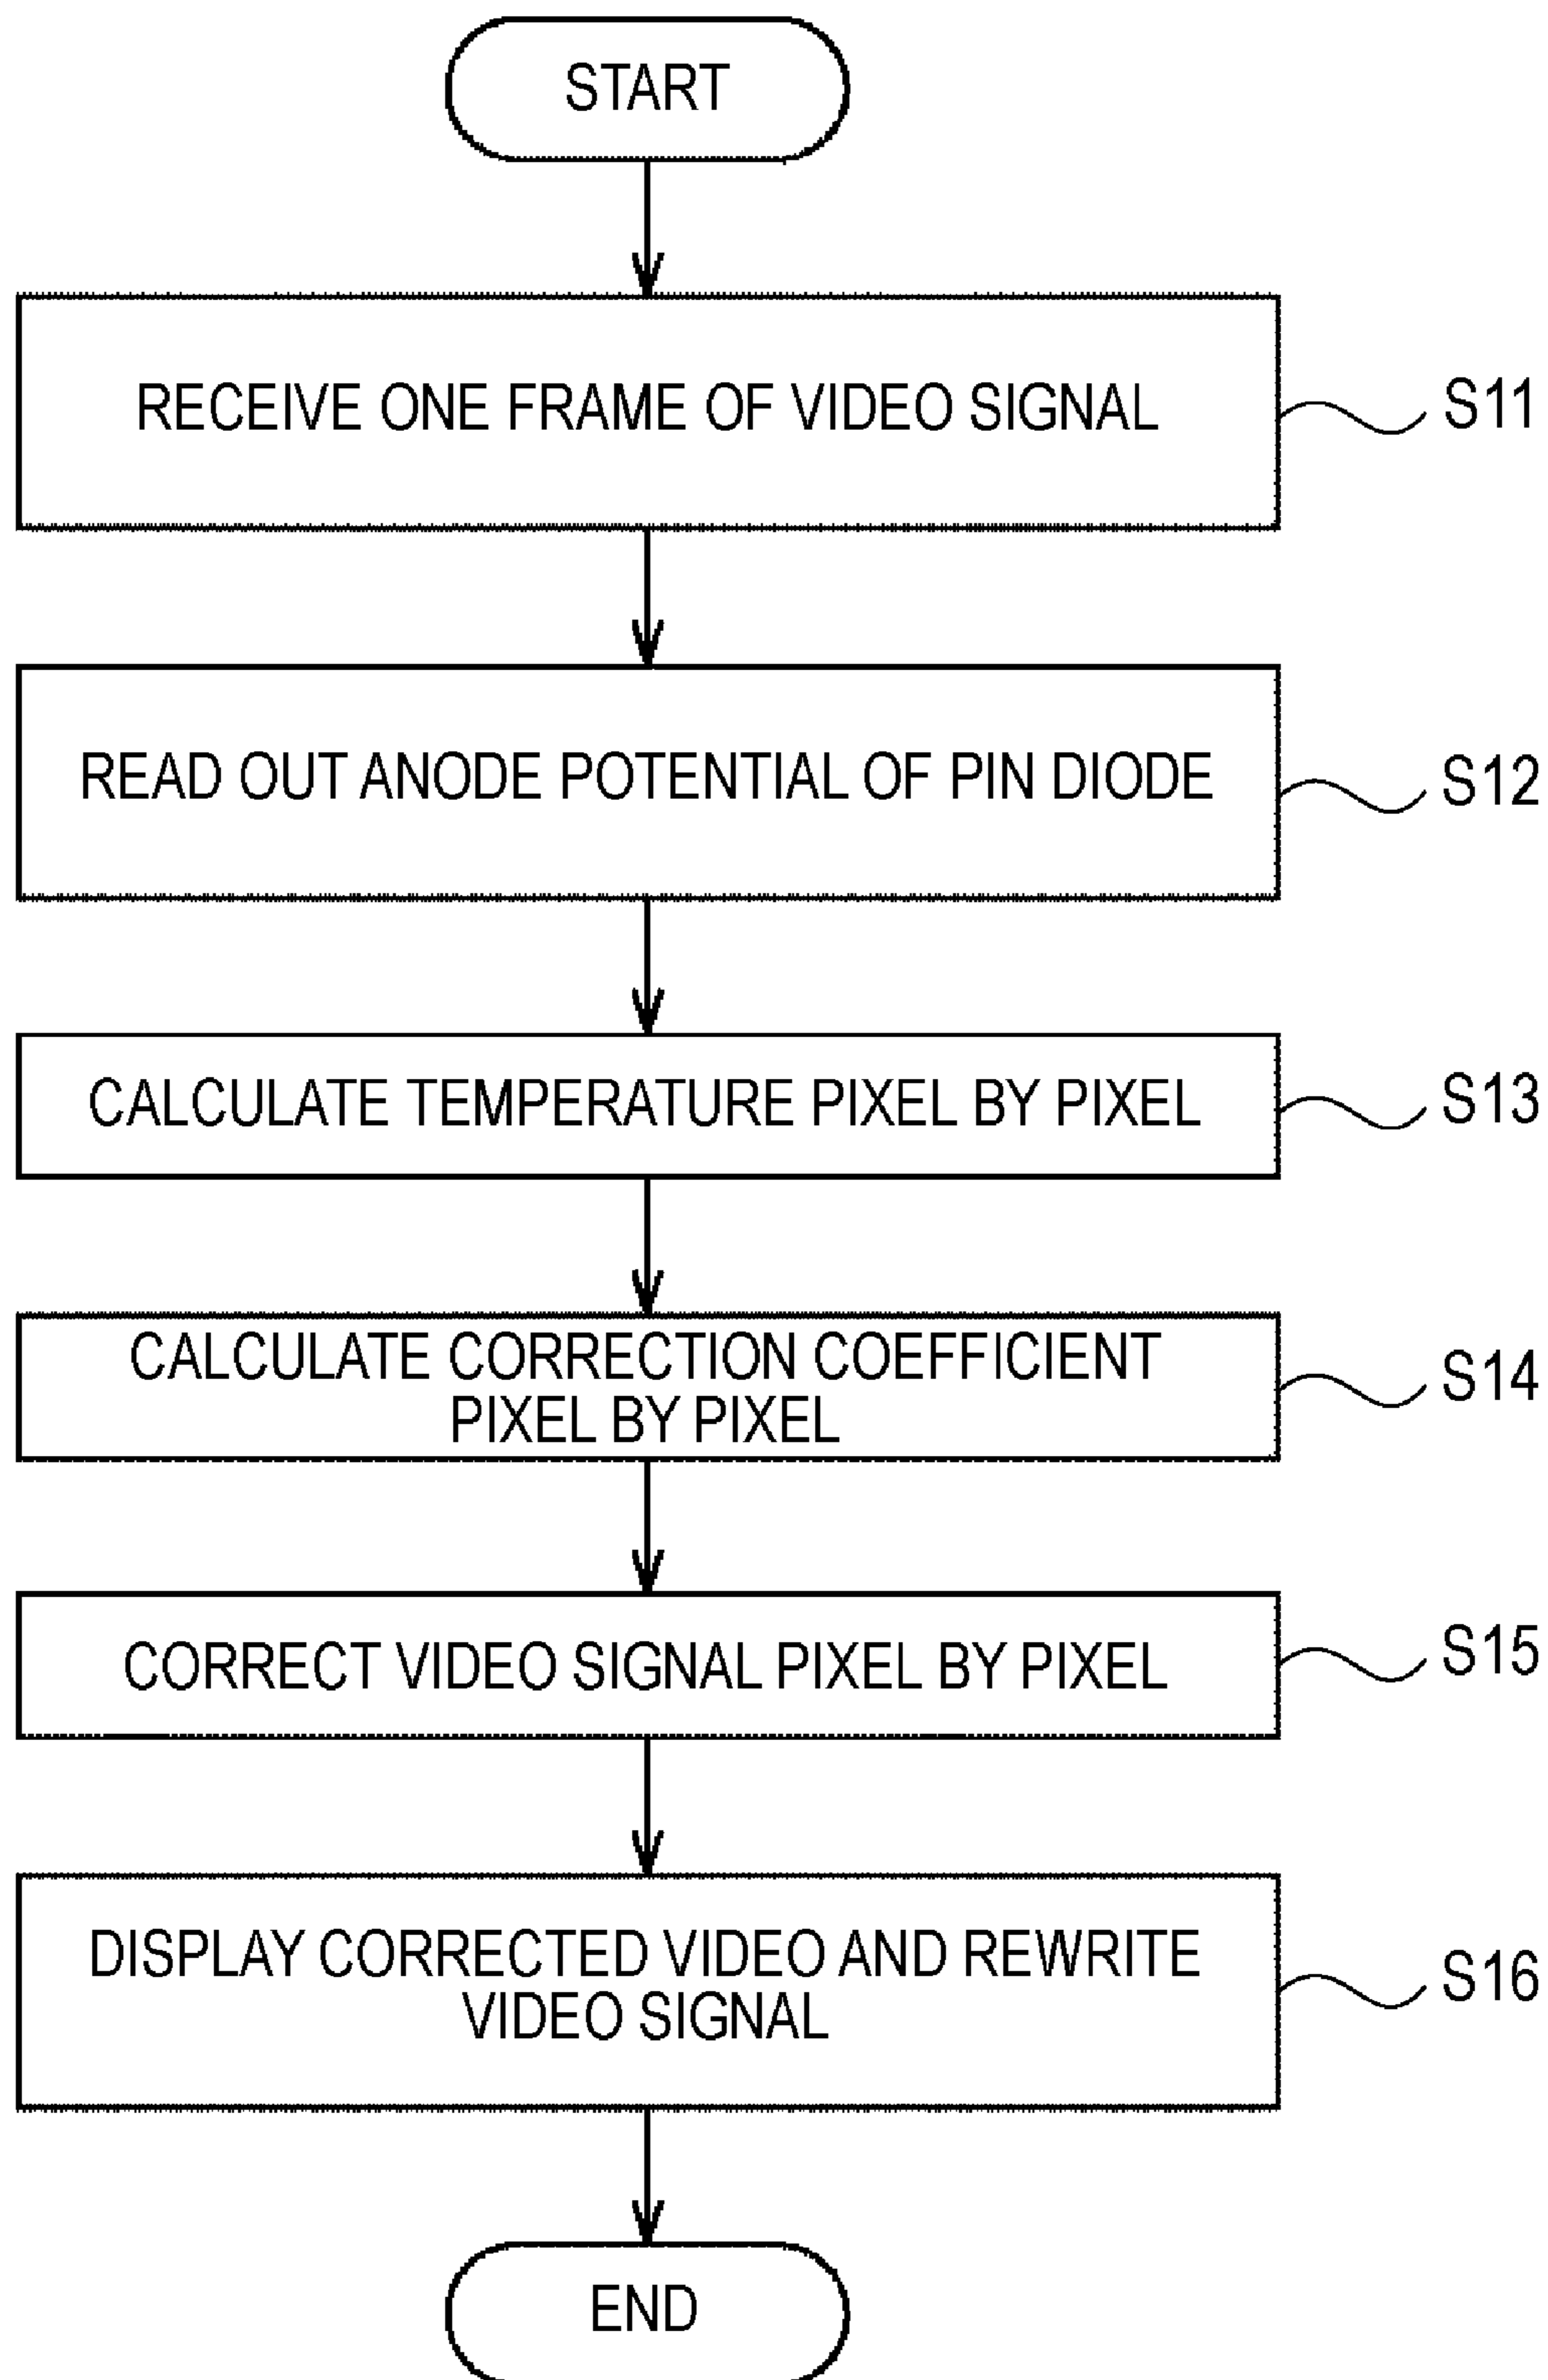 START
RECEIVE ONE FRAME OF VIDEO SIGNAL
S11
READ OUT ANODE POTENTIAL OF PIN DIODE
S12
CALCULATE TEMPERATURE PIXEL BY PIXEL
S13
CALCULATE CORRECTION COEFFICIENT
PIXEL BY PIXEL
S14
CORRECT VIDEO SIGNAL PIXEL BY PIXEL
S15
DISPLAY CORRECTED VIDEO AND REWRITE
VIDEO SIGNAL
S16
END